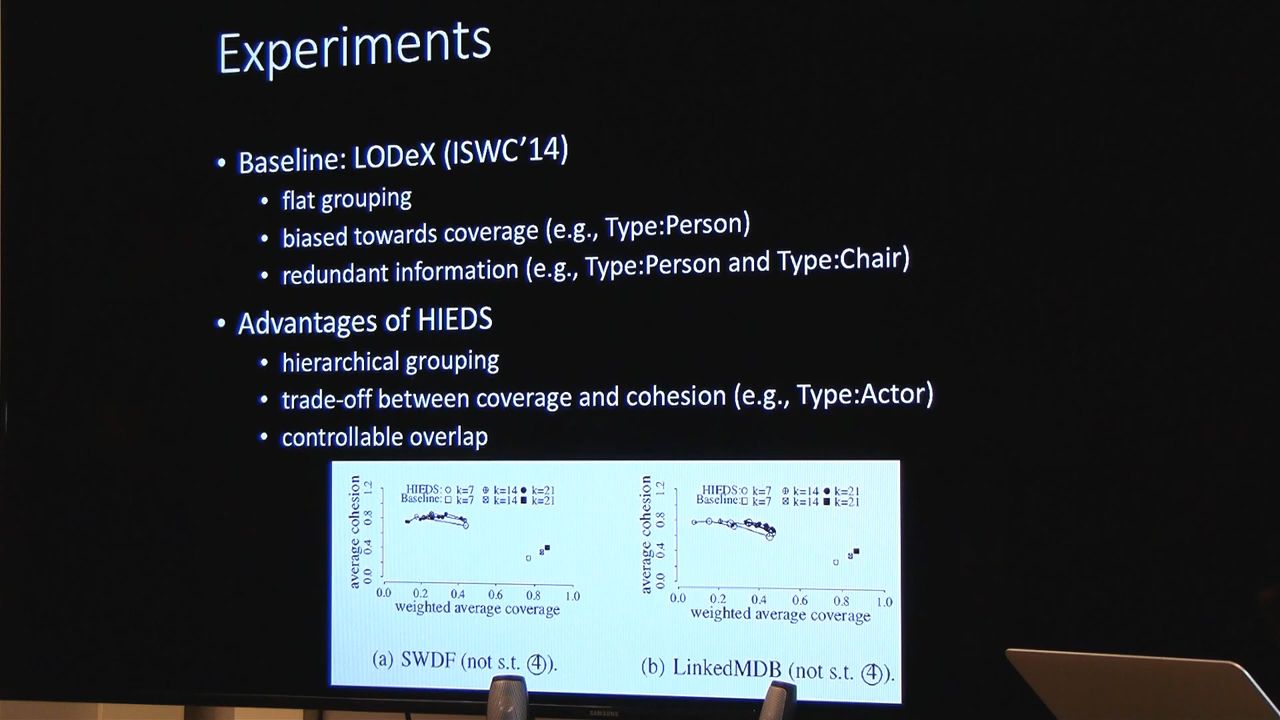 Experiments
• Baseline: LODeX (ISWC'14)
• flat grouping
• biased towards coverage (e.g., Type:Person)
• redundant information (e.g., Type:Person and Type:Chair)
• Advantages of HIEDS
• hierarchical grouping
• trade-off between coverage and cohesion (e.g., Type:Actor)
• controllable overlap
HIEDS: k=7 k=14 k=21
Baseline: k=7 k=14 k=21
average cohesion
0.0 0.4 0.8 1.2
0.0 0.2 0.4 0.6 0.8 1.0
weighted average coverage
(a) SWDF (not s.t. ④).
HIEDS: k=7 k=14 k=21
Baseline: k=7 k=14 k=21
average cohesion
0.0 0.4 0.8 1.2
0.0 0.2 0.4 0.6 0.8 1.0
weighted average coverage
(b) LinkedMDB (not s.t. ④).
SAMSUNG